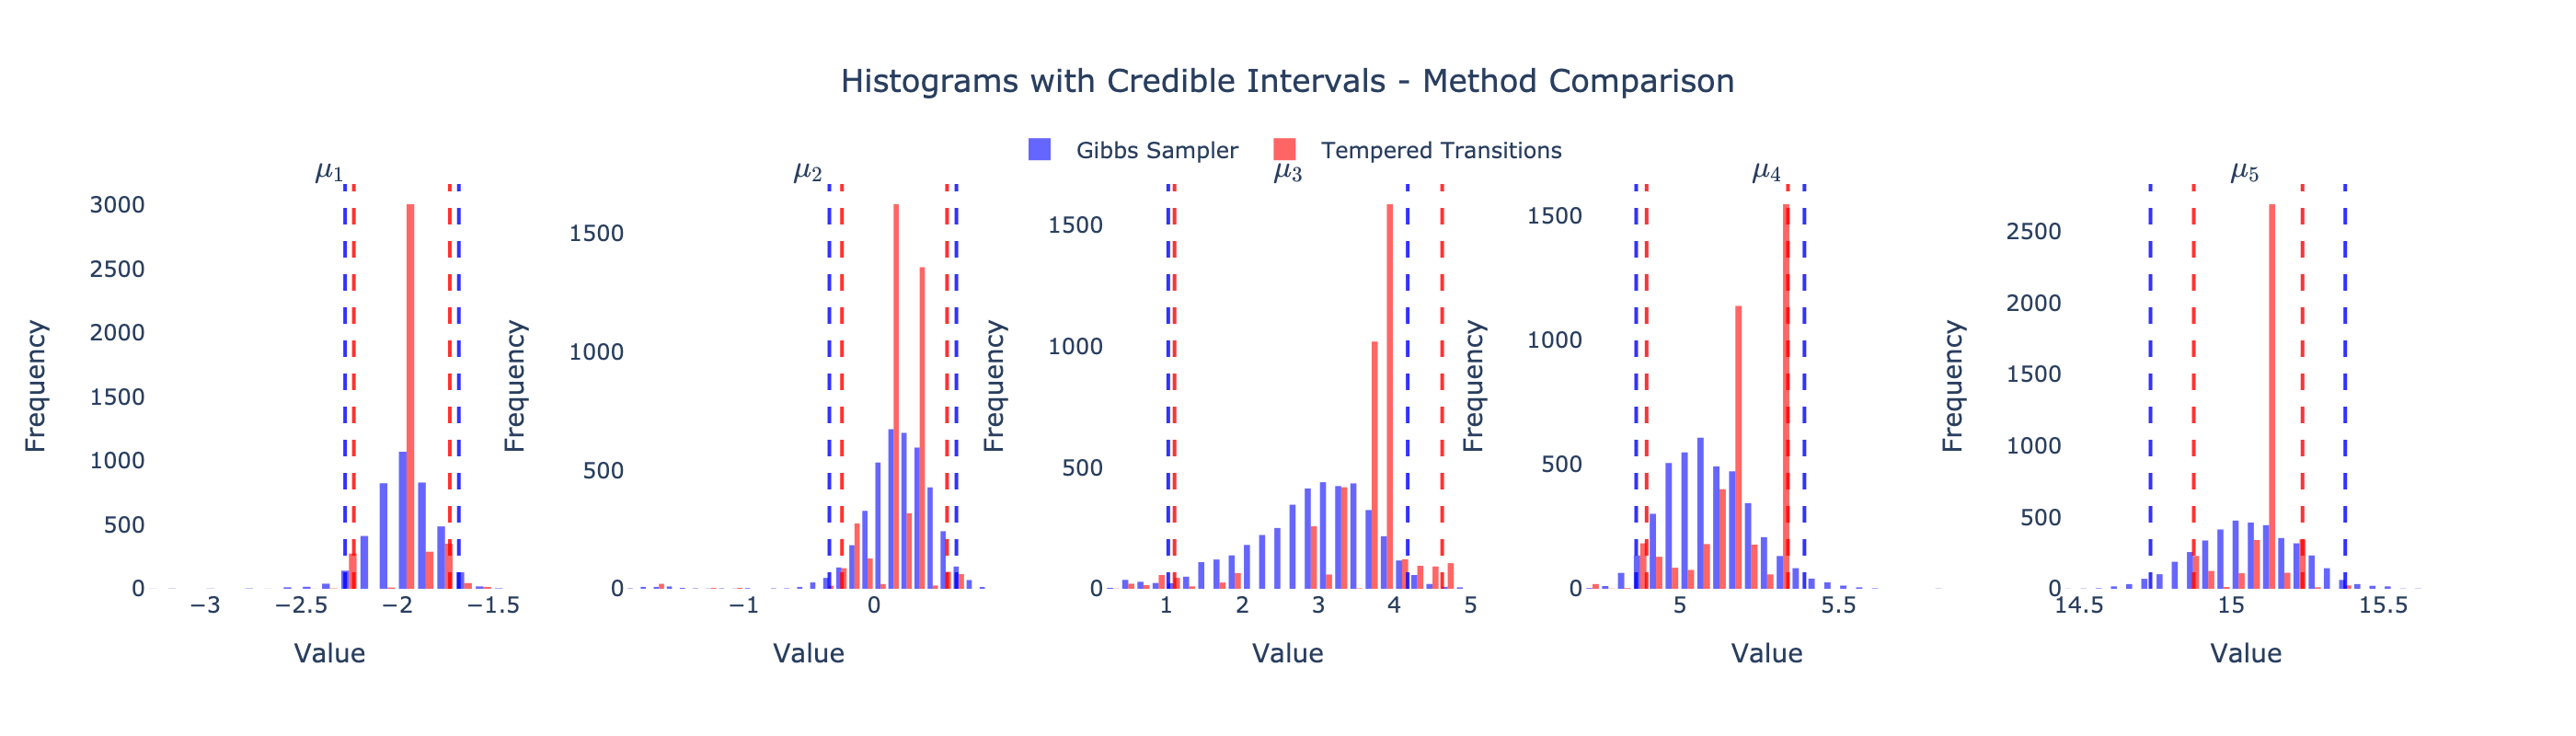 Histograms with Credible Intervals - Method Comparison
Gibbs Sampler
Tempered Transitions
μ₁
μ₂
μ₃
μ₄
μ₅
Frequency
3000
2500
2000
1500
1000
500
0
−3
−2.5
−2
−1.5
Value
Frequency
1500
1000
500
0
−1
0
Value
Frequency
1500
1000
500
0
1
2
3
4
5
Value
Frequency
1500
1000
500
0
5
5.5
Value
Frequency
2500
2000
1500
1000
500
0
14.5
15
15.5
Value